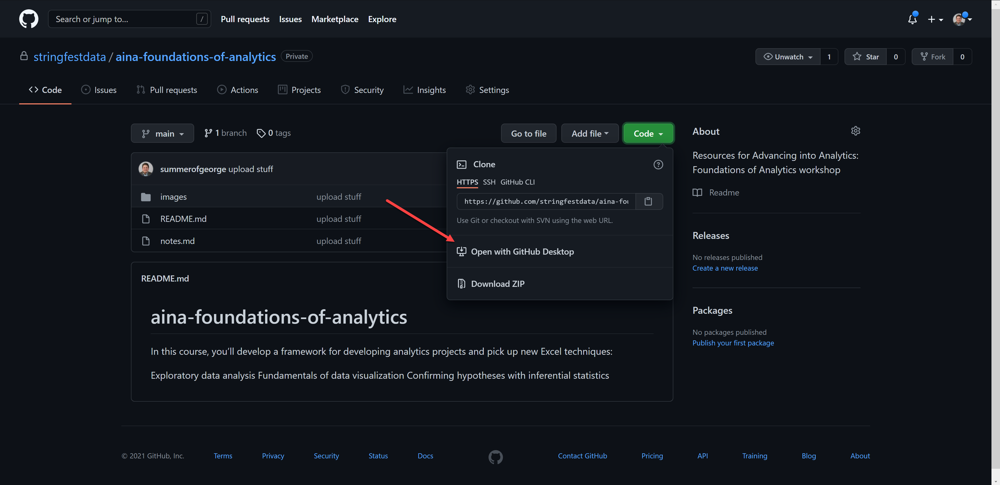 Search or jump to... /
Pull requests Issues Marketplace Explore
stringfestdata / aina-foundations-of-analytics Private
Unwatch 1 Star 0 Fork 0
Code Issues Pull requests Actions Projects Security Insights Settings
main 1 branch 0 tags
Go to file Add file Code
summerofgeorge upload stuff
images upload stuff
README.md upload stuff
notes.md upload stuff
Clone
HTTPS SSH GitHub CLI
https://github.com/stringfestdata/aina-fou
Use Git or checkout with SVN using the web URL.
Open with GitHub Desktop
Download ZIP
README.md
aina-foundations-of-analytics
In this course, you’ll develop a framework for developing analytics projects and pick up new Excel techniques:
Exploratory data analysis Fundamentals of data visualization Confirming hypotheses with inferential statistics
About
Resources for Advancing into Analytics:
Foundations of Analytics workshop
Readme
Releases
No releases published
Create a new release
Packages
No packages published
Publish your first package
© 2021 GitHub, Inc. Terms Privacy Security Status Docs Contact GitHub Pricing API Training Blog About